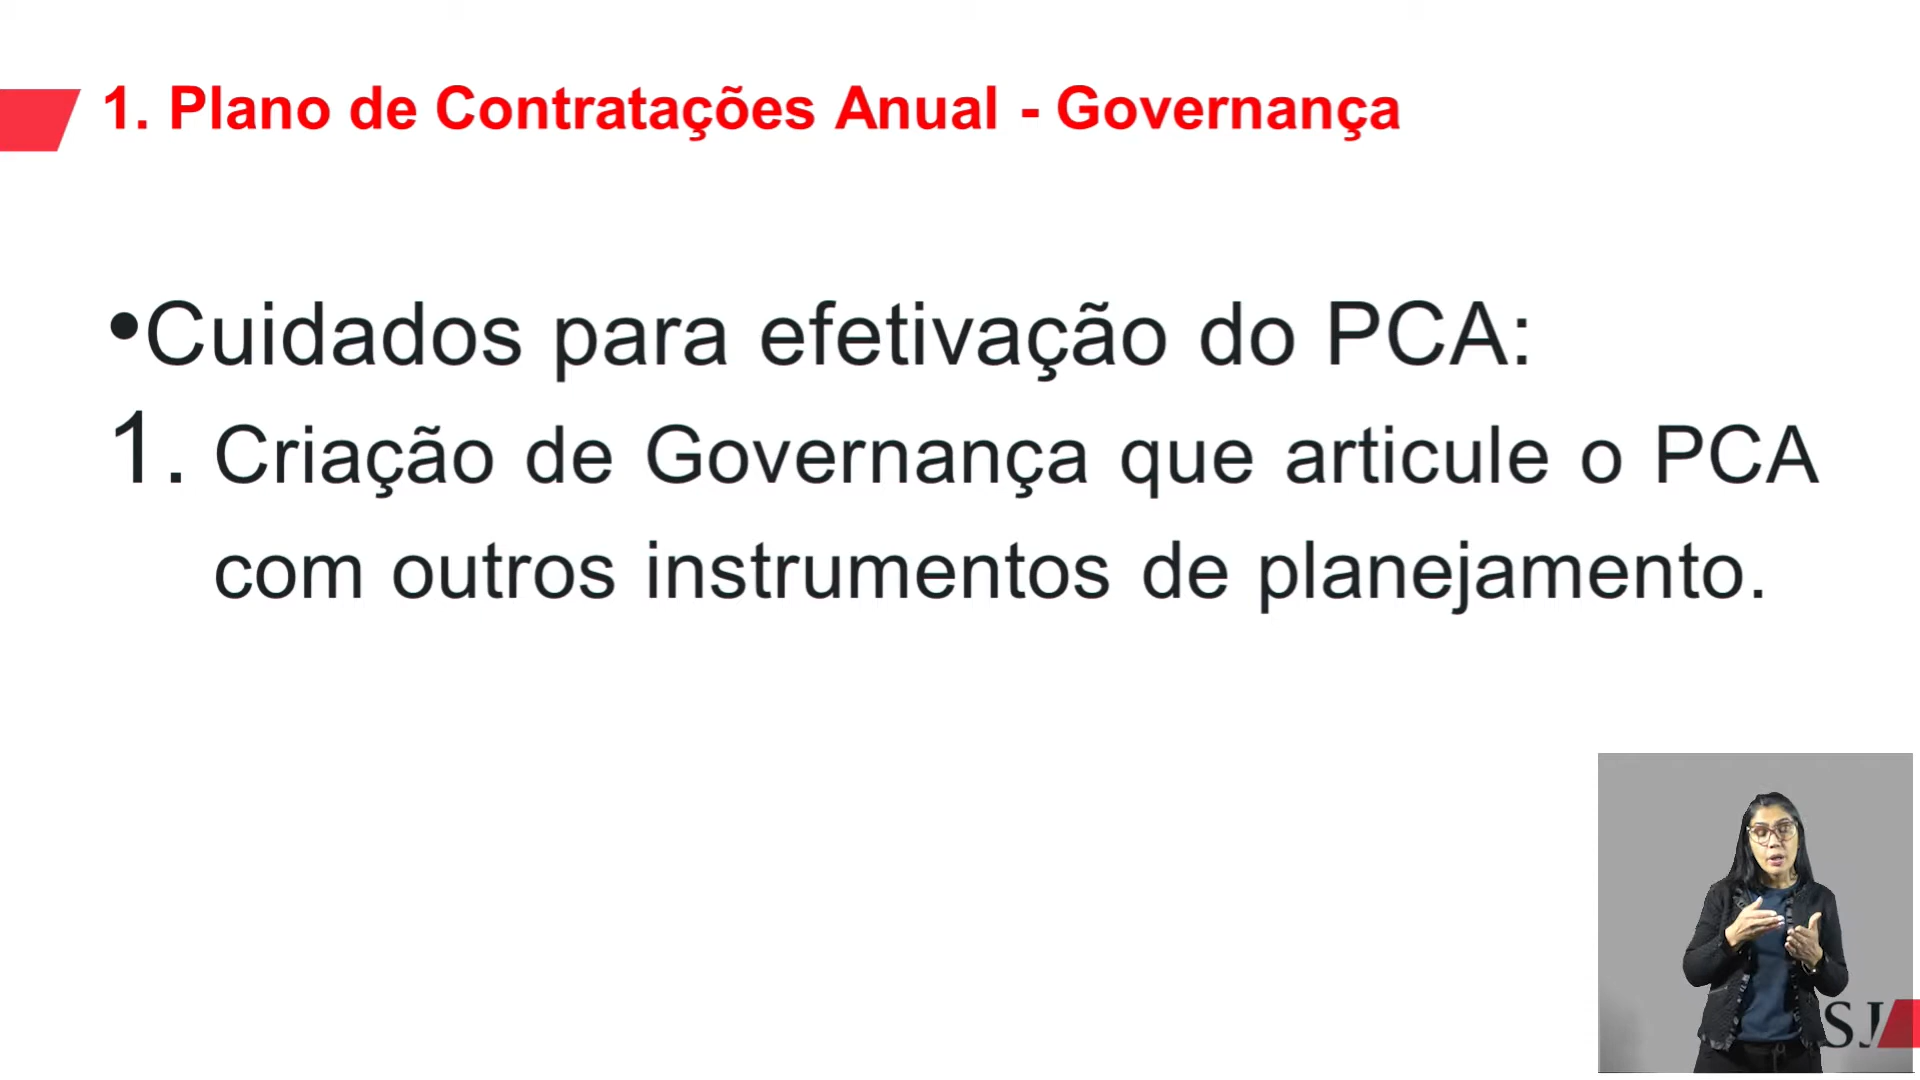 1. Plano de Contratações Anual - Governança
•Cuidados para efetivação do PCA:
1. Criação de Governança que articule o PCA
com outros instrumentos de planejamento.
SJ